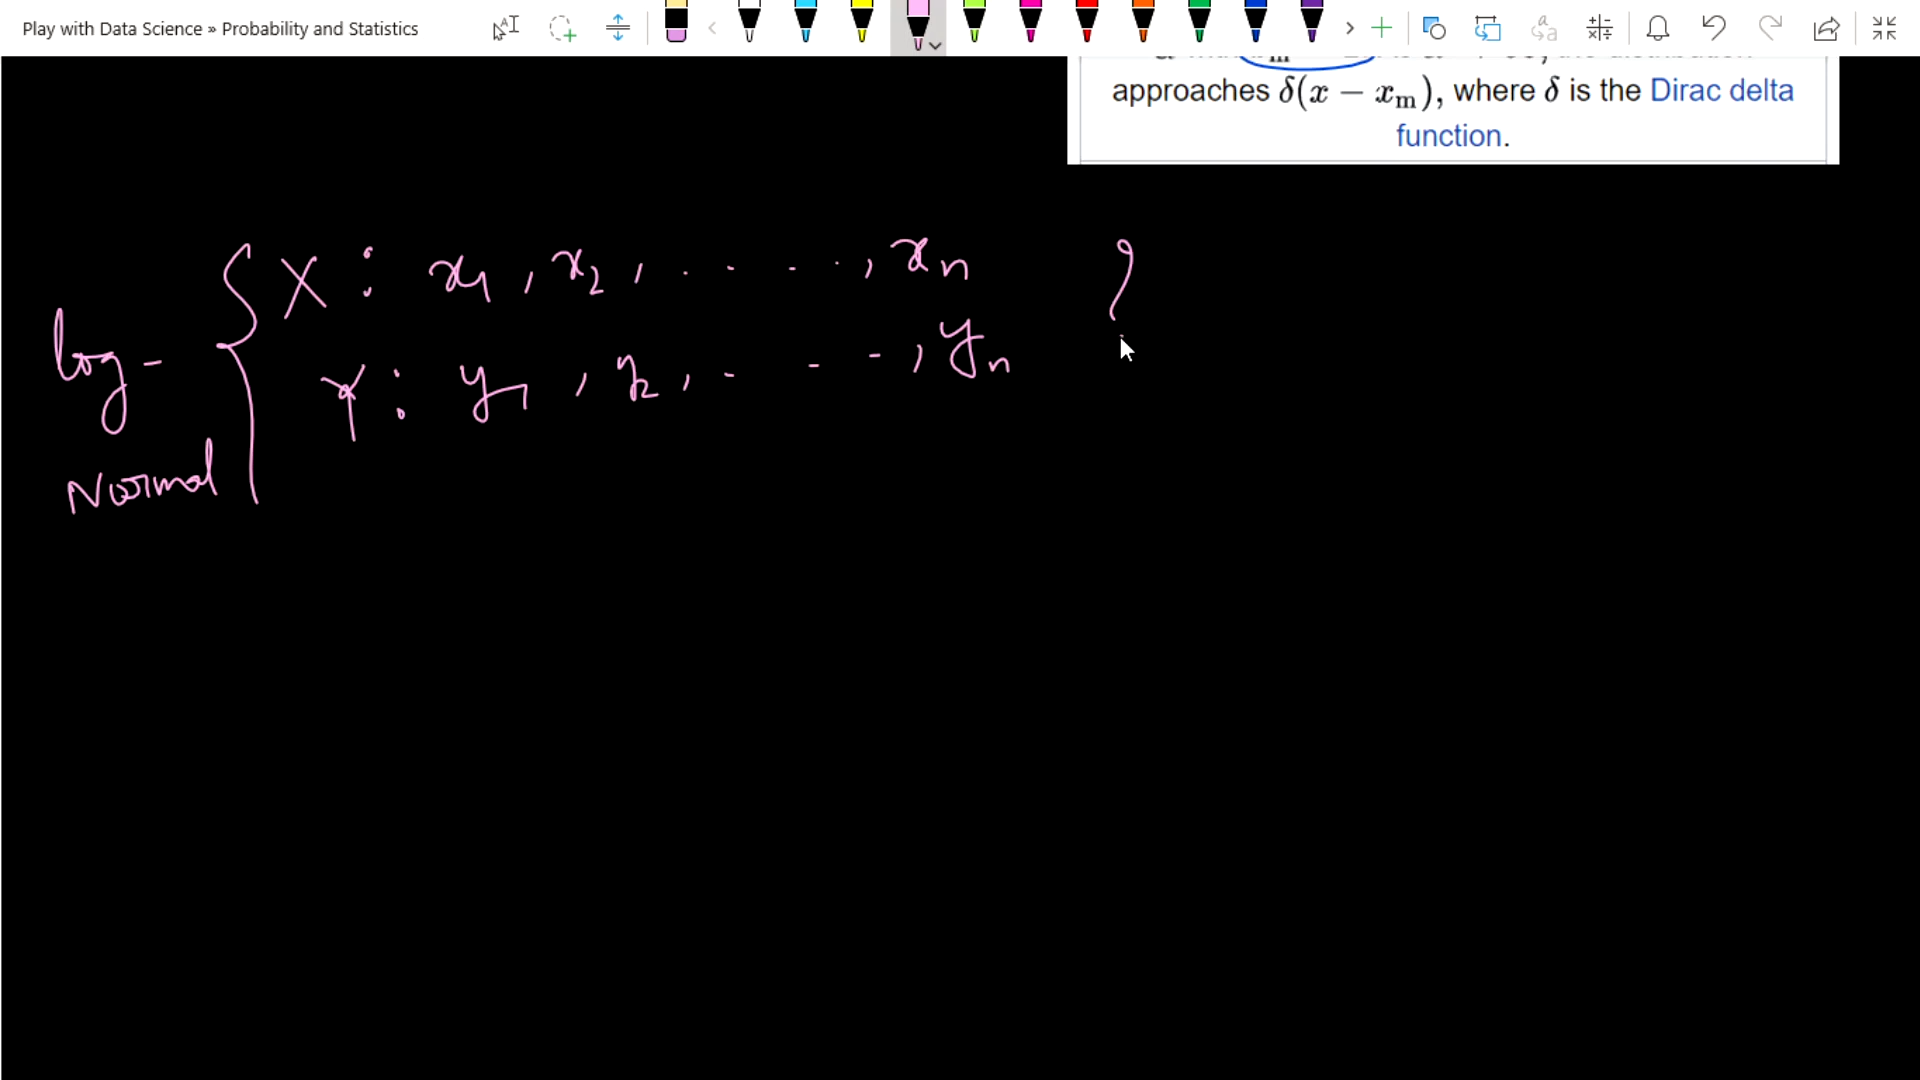 Play with Data Science » Probability and Statistics
approaches δ(x − xm), where δ is the Dirac delta
function.
X : x1 , x2 , . . . . , xn
log-
Y : y1 , y2 , . . . , yn
Normal